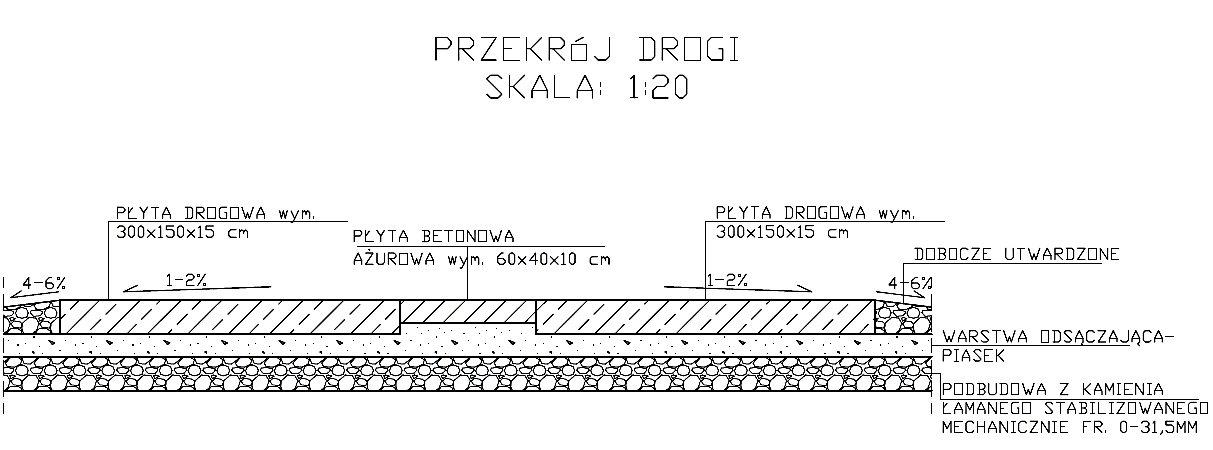 PRZEKRóJ DROGI
SKALA: 1:20
PŁYTA DROGOWA wym.
300x150x15 cm
PŁYTA BETONOWA
AŻUROWA wym. 60x40x10 cm
PŁYTA DROGOWA wym.
300x150x15 cm
DOBOCZE UTWARDZONE
4-6%
1-2%
1-2%
4-6%
WARSTWA ODSĄCZAJĄCA-
PIASEK
PODBUDOWA Z KAMIENIA
ŁAMANEGO STABILIZOWANEGO
MECHANICZNIE FR. 0-31,5MM